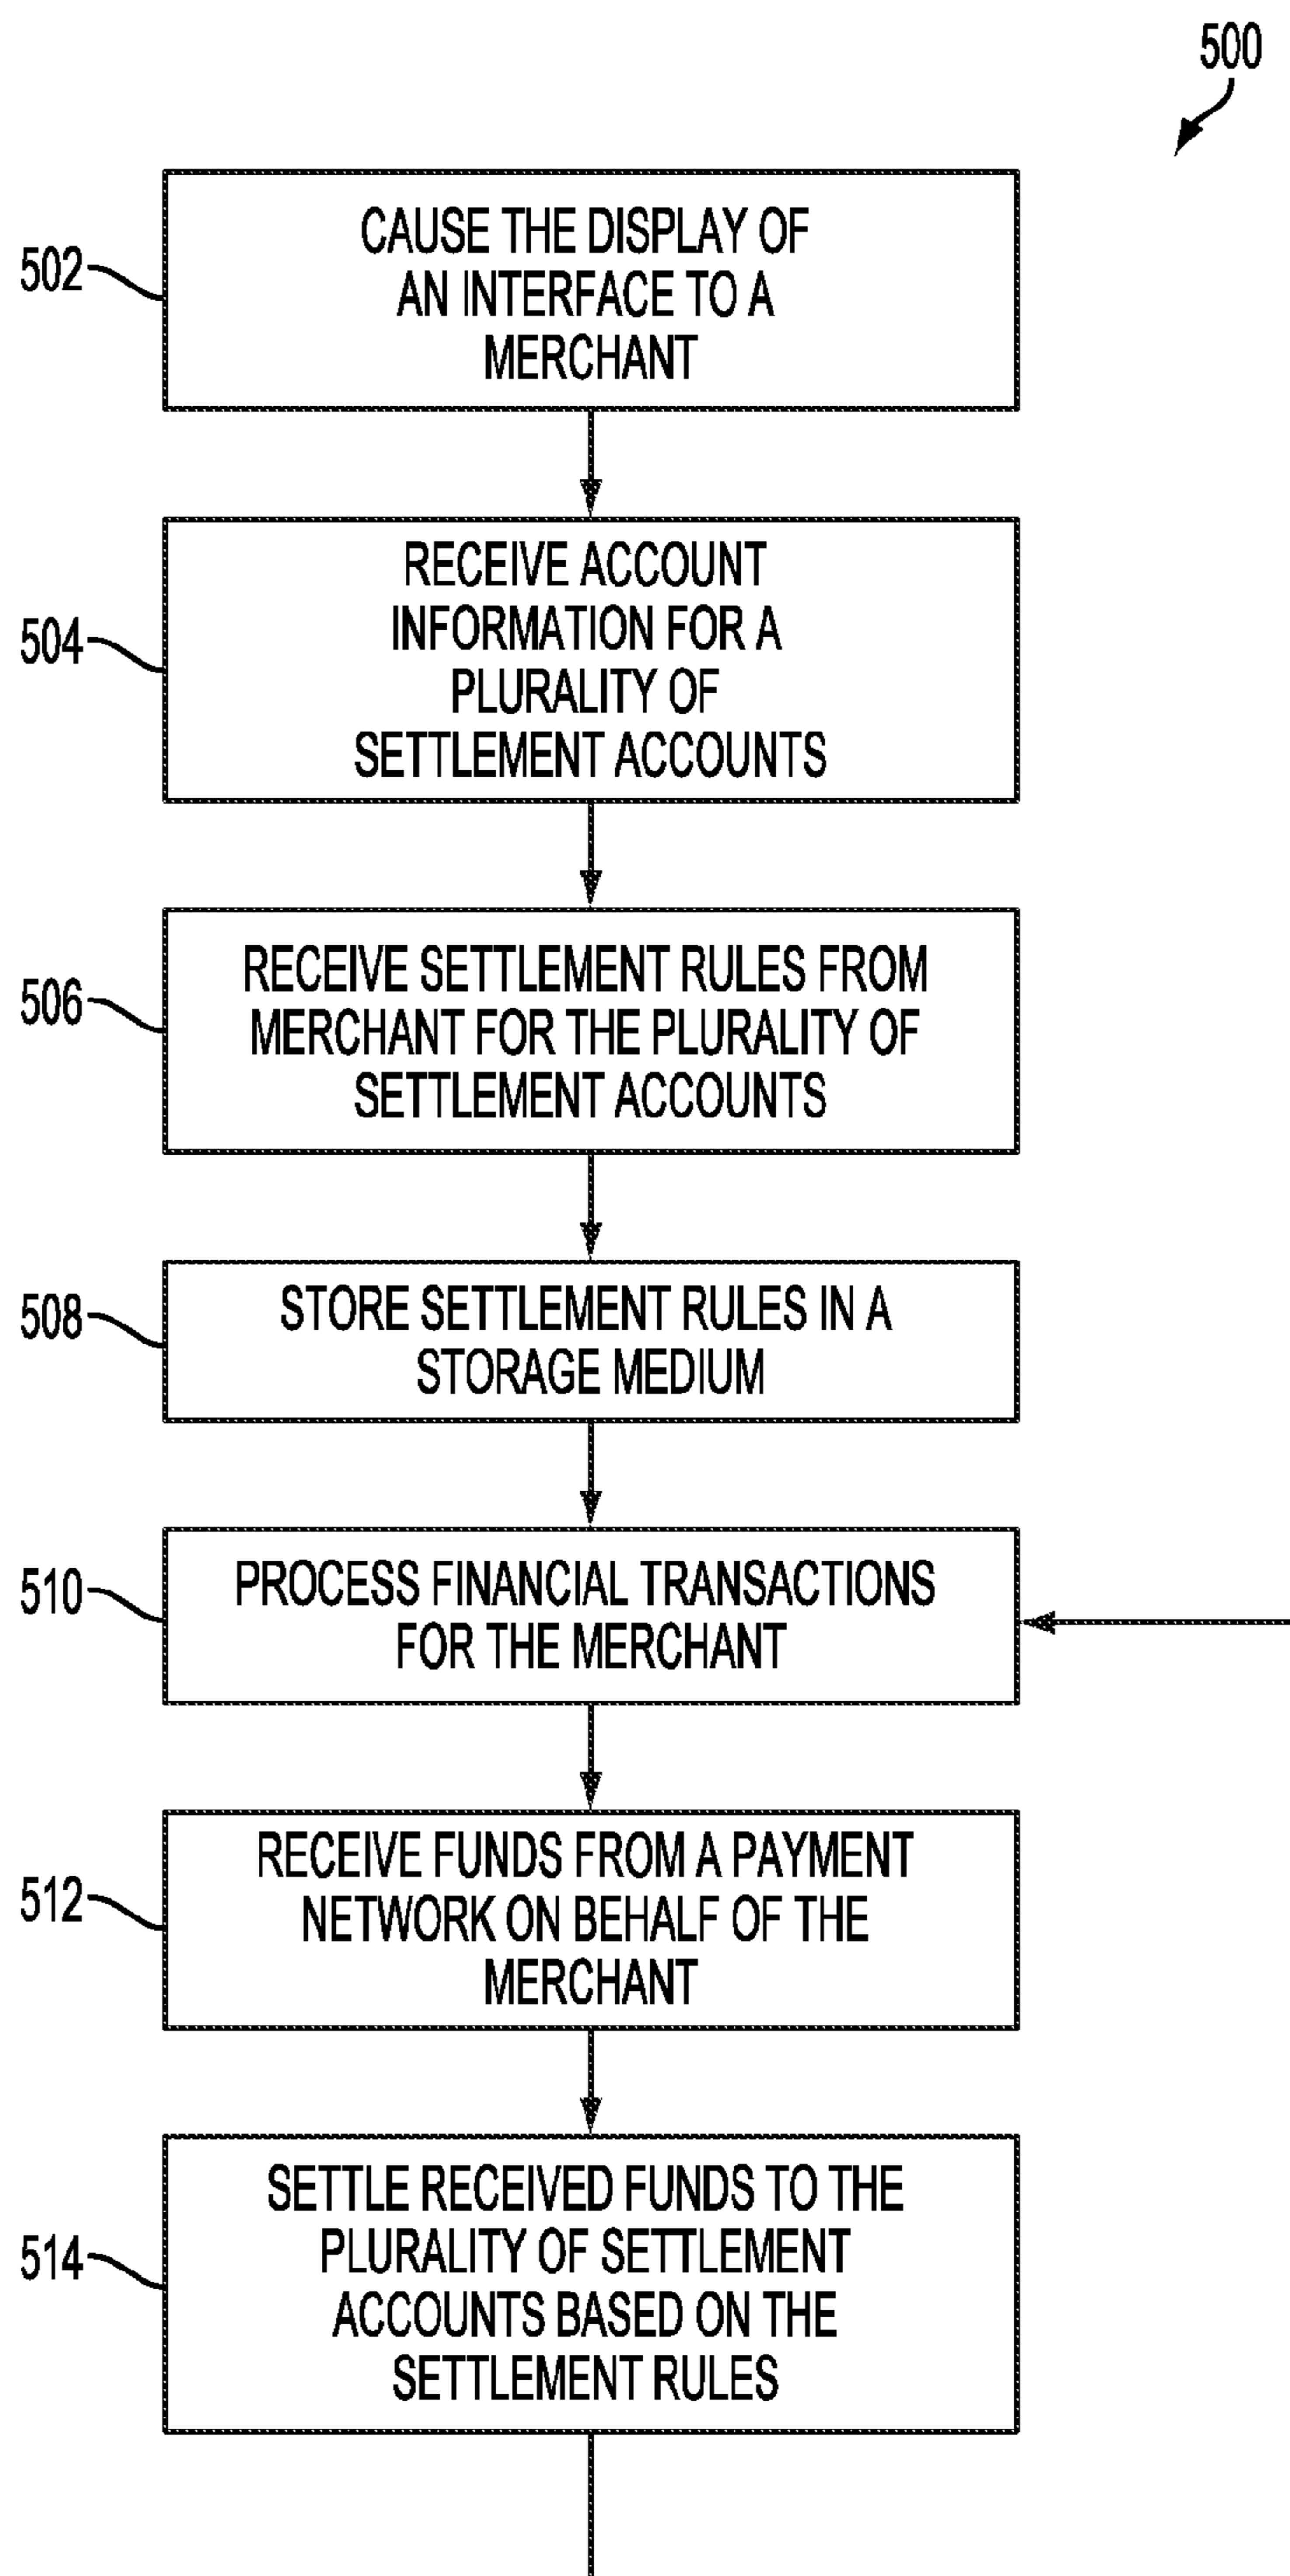 500
502
CAUSE THE DISPLAY OF
AN INTERFACE TO A
MERCHANT
504
RECEIVE ACCOUNT
INFORMATION FOR A
PLURALITY OF
SETTLEMENT ACCOUNTS
506
RECEIVE SETTLEMENT RULES FROM
MERCHANT FOR THE PLURALITY OF
SETTLEMENT ACCOUNTS
508
STORE SETTLEMENT RULES IN A
STORAGE MEDIUM
510
PROCESS FINANCIAL TRANSACTIONS
FOR THE MERCHANT
512
RECEIVE FUNDS FROM A PAYMENT
NETWORK ON BEHALF OF THE
MERCHANT
514
SETTLE RECEIVED FUNDS TO THE
PLURALITY OF SETTLEMENT
ACCOUNTS BASED ON THE
SETTLEMENT RULES